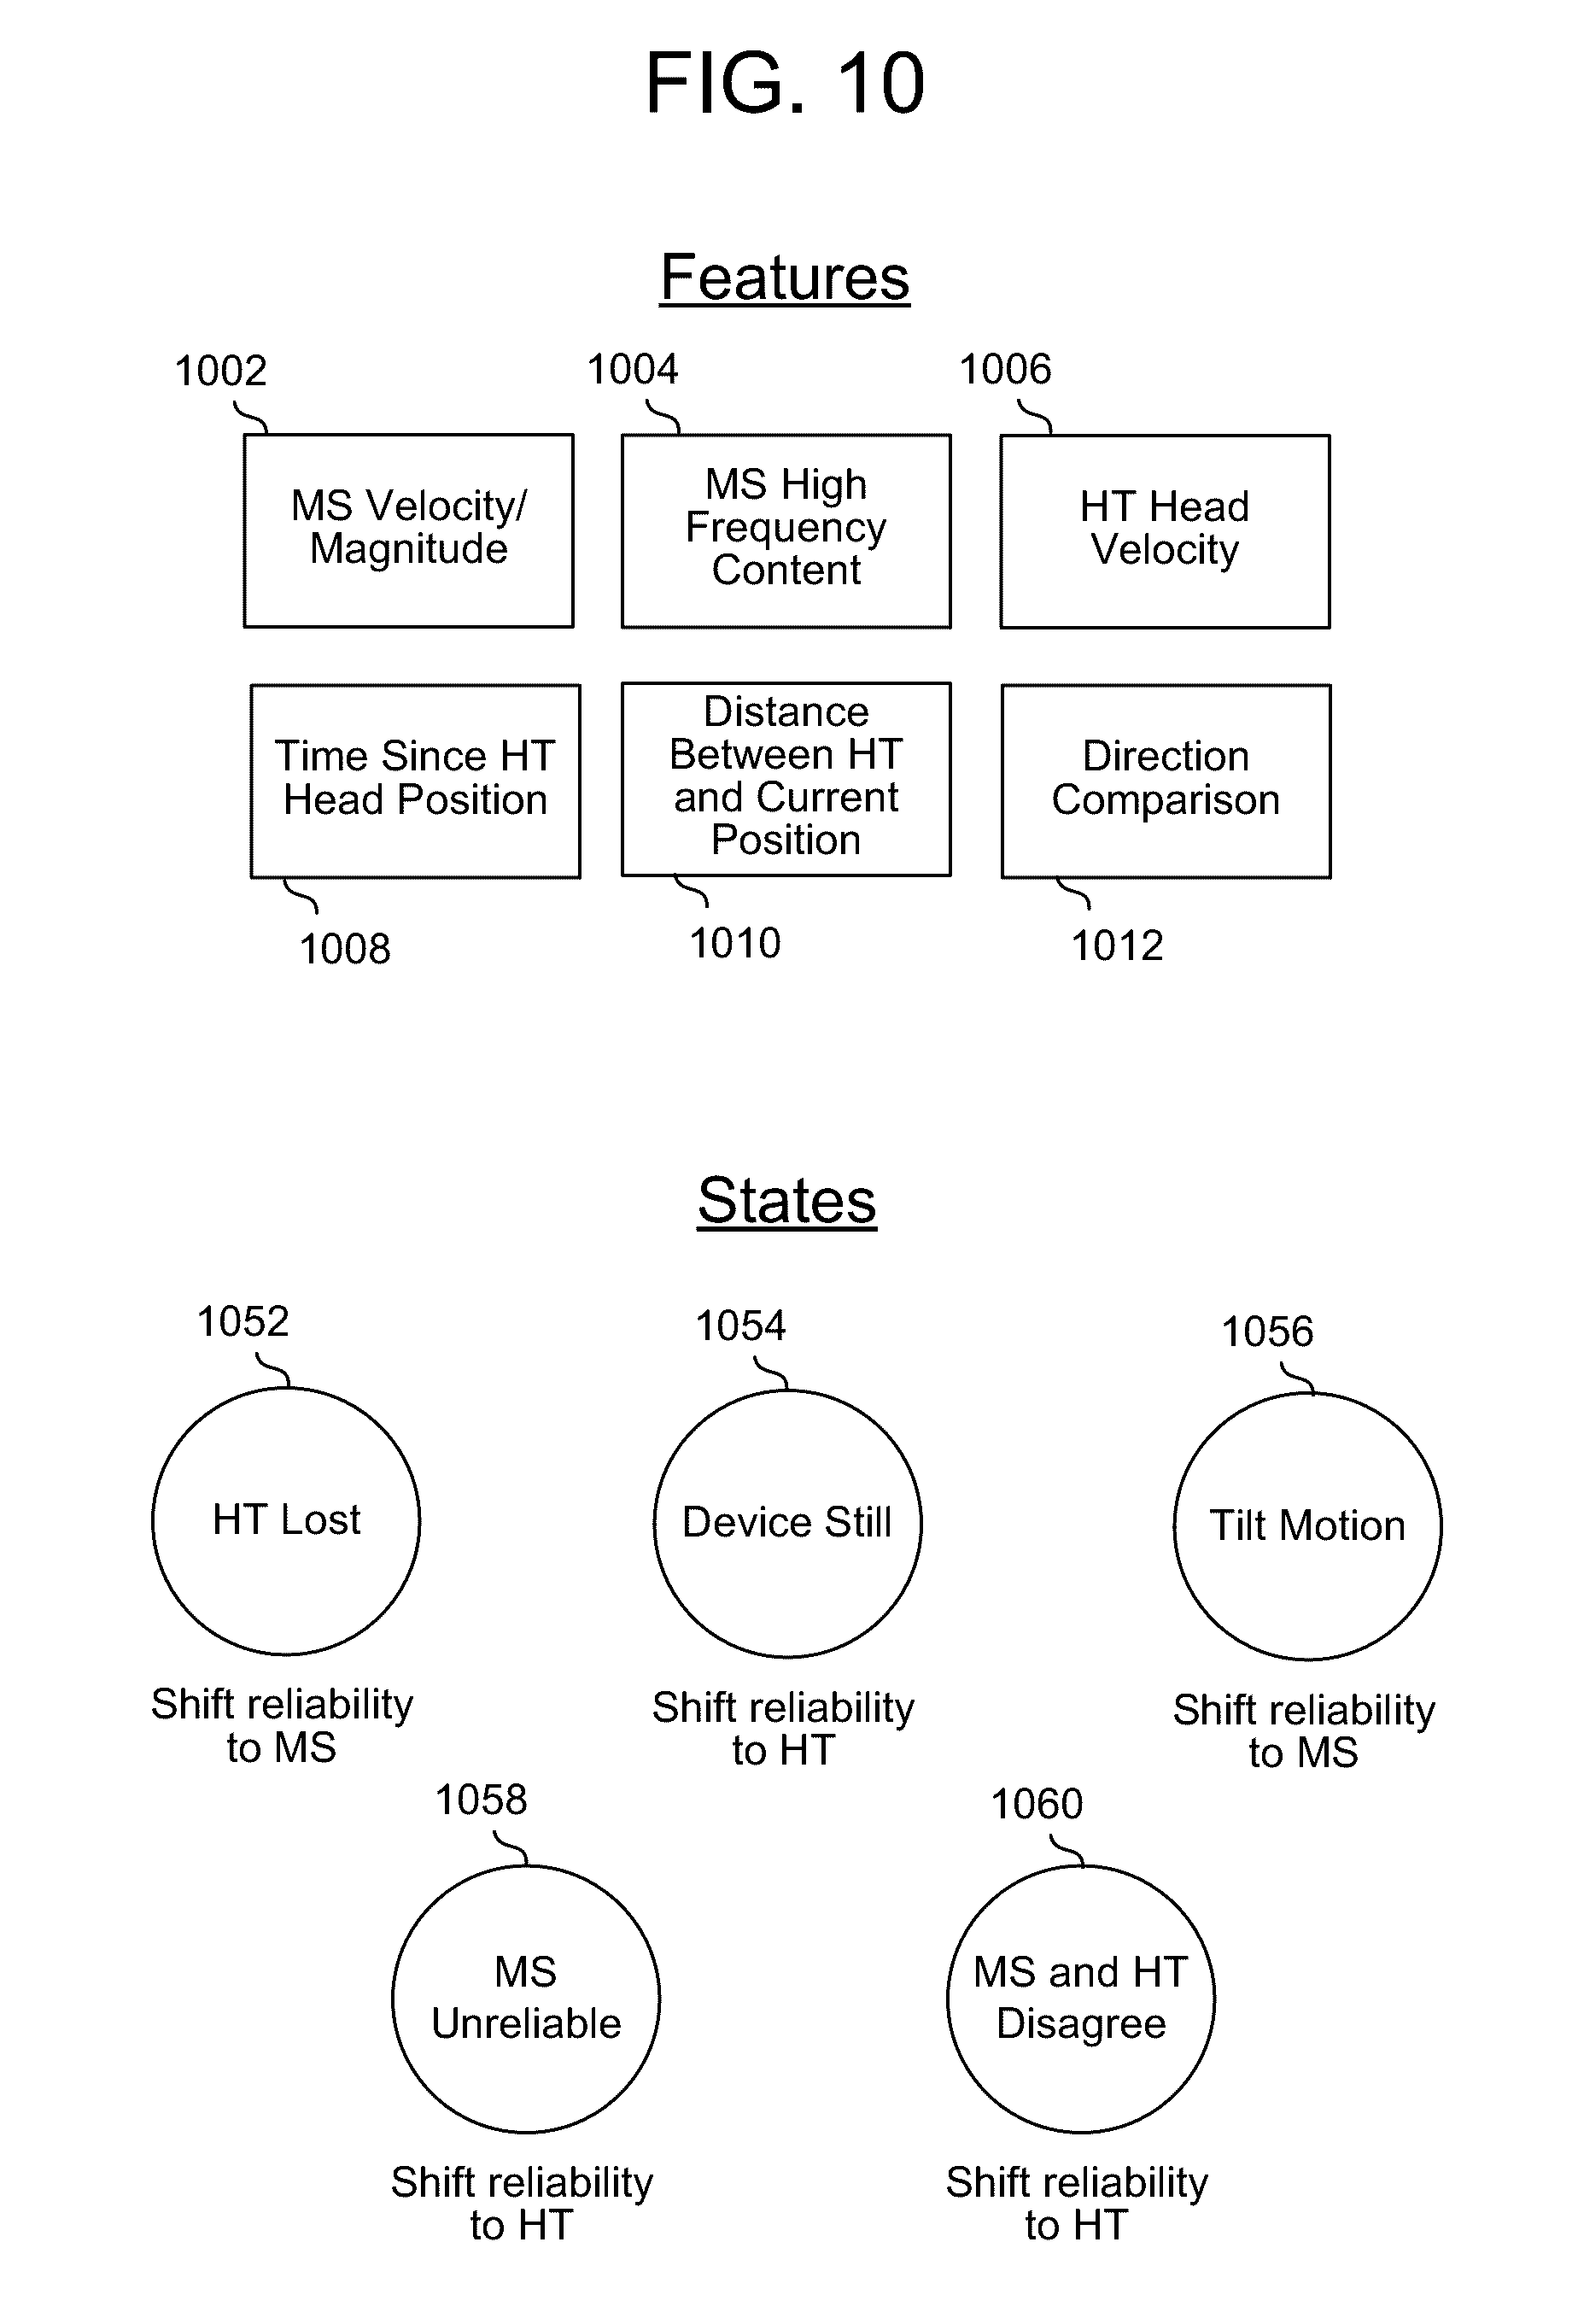 FIG. 10
Features
1002
1004
1006
MS Velocity/
Magnitude
MS High
Frequency
Content
HT Head
Velocity
Time Since HT
Head Position
Distance
Between HT
and Current
Position
Direction
Comparison
1008
1010
1012
States
1052
1054
1056
HT Lost
Device Still
Tilt Motion
Shift reliability
to MS
Shift reliability
to HT
Shift reliability
to MS
1058
1060
MS
Unreliable
MS and HT
Disagree
Shift reliability
to HT
Shift reliability
to HT